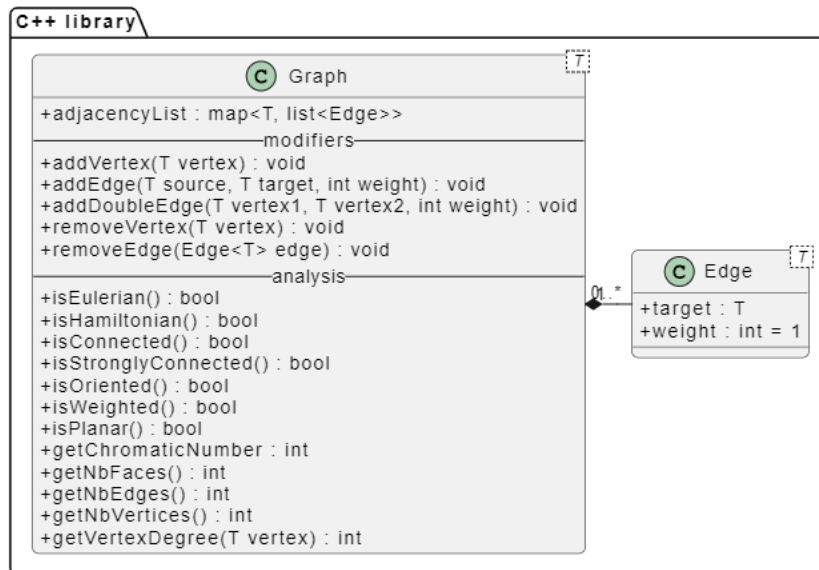 C++ library
C Graph T
+adjacencyList : map<T, list<Edge>>
modifiers
+addVertex(T vertex) : void
+addEdge(T source, T target, int weight) : void
+addDoubleEdge(T vertex1, T vertex2, int weight) : void
+removeVertex(T vertex) : void
+removeEdge(Edge<T> edge) : void
analysis
+isEulerian() : bool
+isHamiltonian() : bool
+isConnected() : bool
+isStronglyConnected() : bool
+isOriented() : bool
+isWeighted() : bool
+isPlanar() : bool
+getChromaticNumber : int
+getNbFaces() : int
+getNbEdges() : int
+getNbVertices() : int
+getVertexDegree(T vertex) : int
C Edge T
+target : T
+weight : int = 1